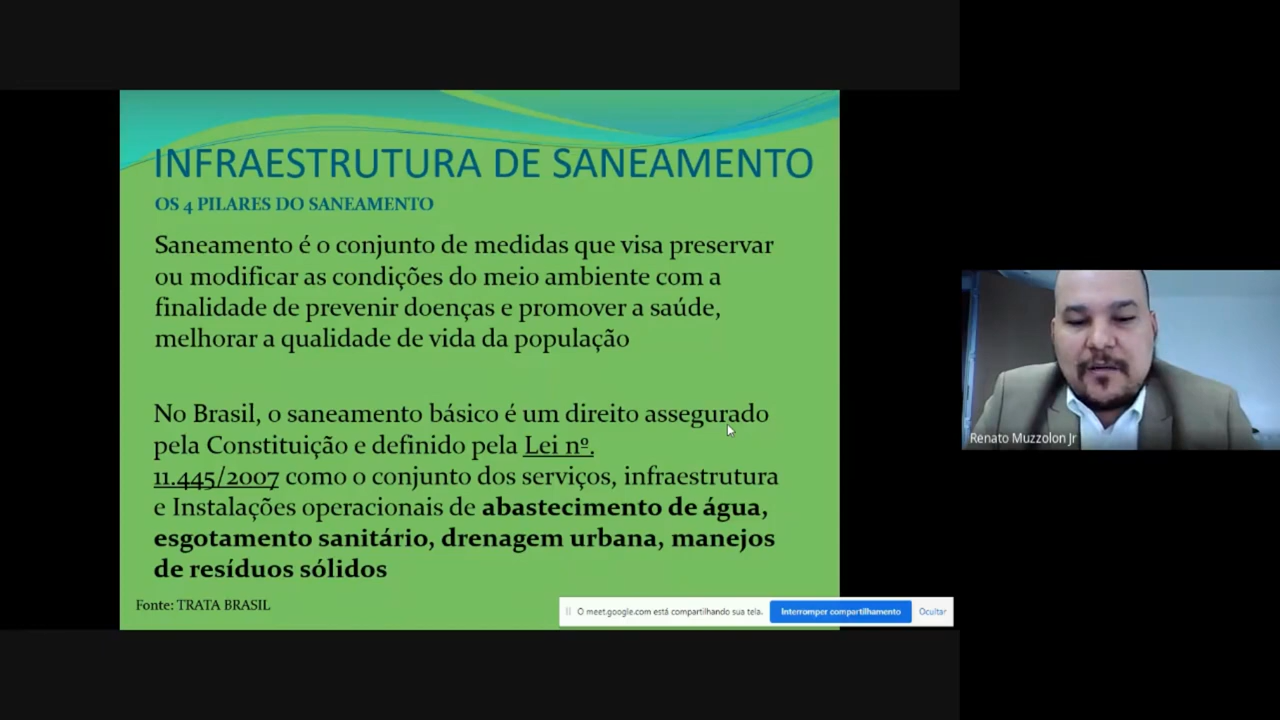 INFRAESTRUTURA DE SANEAMENTO
OS 4 PILARES DO SANEAMENTO
Saneamento é o conjunto de medidas que visa preservar
ou modificar as condições do meio ambiente com a
finalidade de prevenir doenças e promover a saúde,
melhorar a qualidade de vida da população
No Brasil, o saneamento básico é um direito assegurado
pela Constituição e definido pela Lei nº.
11.445/2007 como o conjunto dos serviços, infraestrutura
e Instalações operacionais de abastecimento de água,
esgotamento sanitário, drenagem urbana, manejos
de resíduos sólidos
Fonte: TRATA BRASIL
O meet.google.com está compartilhando sua tela. Interromper compartilhamento Ocultar
Renato Muzzolon Jr